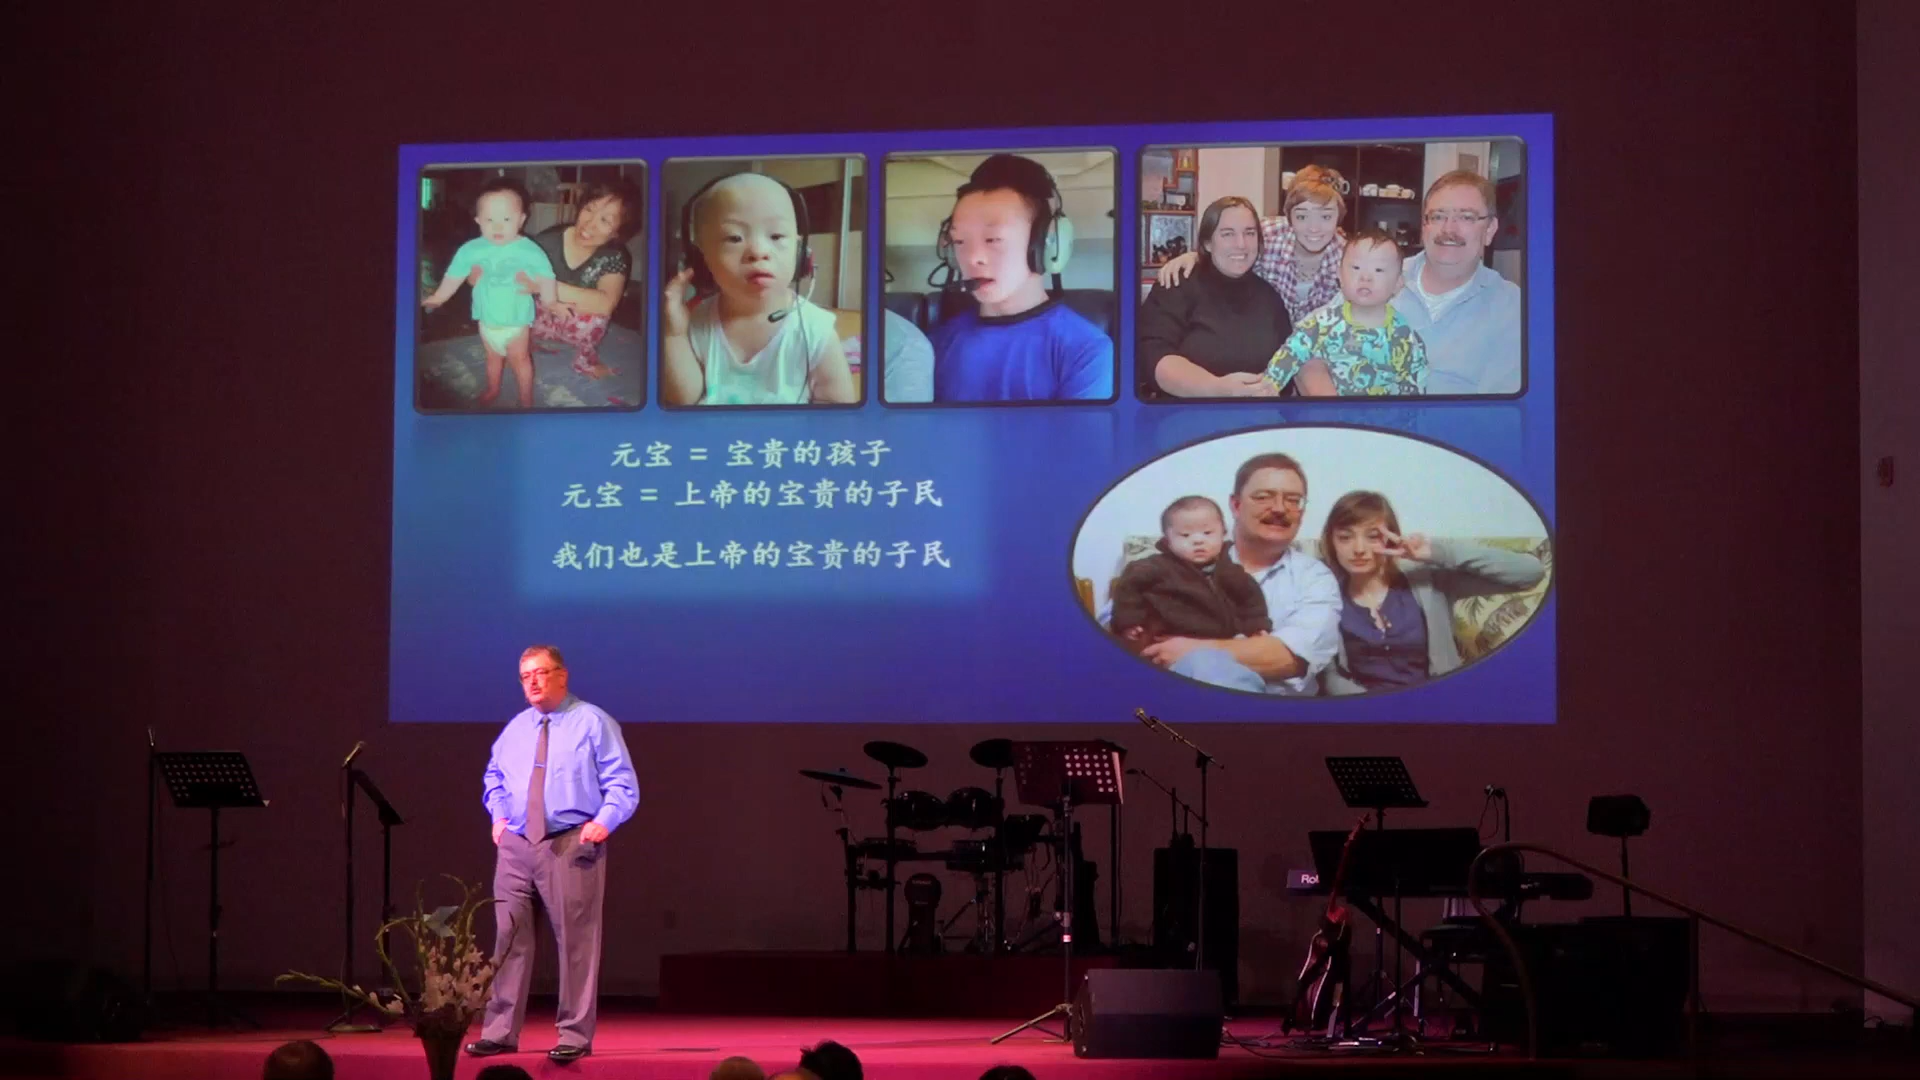 元宝 = 宝贵的孩子
元宝 = 上帝的宝贵的子民
我们也是上帝的宝贵的子民
Rol